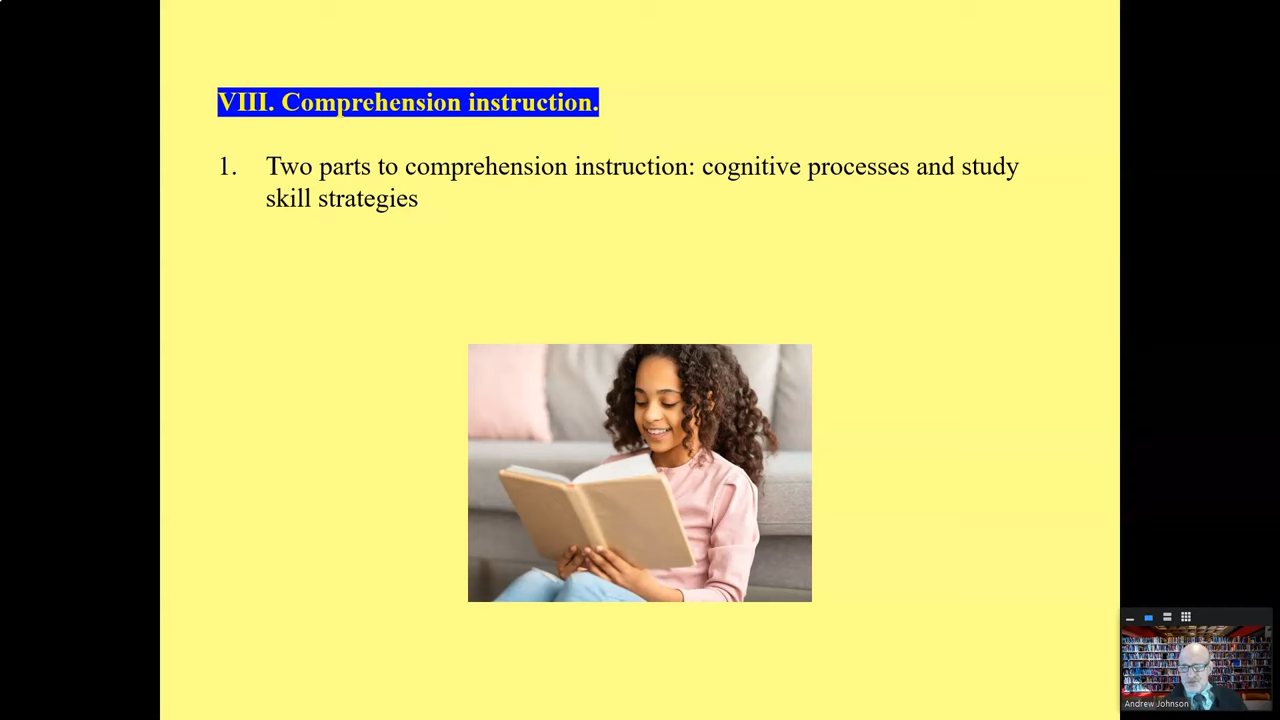 VIII. Comprehension instruction.
1. Two parts to comprehension instruction: cognitive processes and study
skill strategies
Andrew Johnson